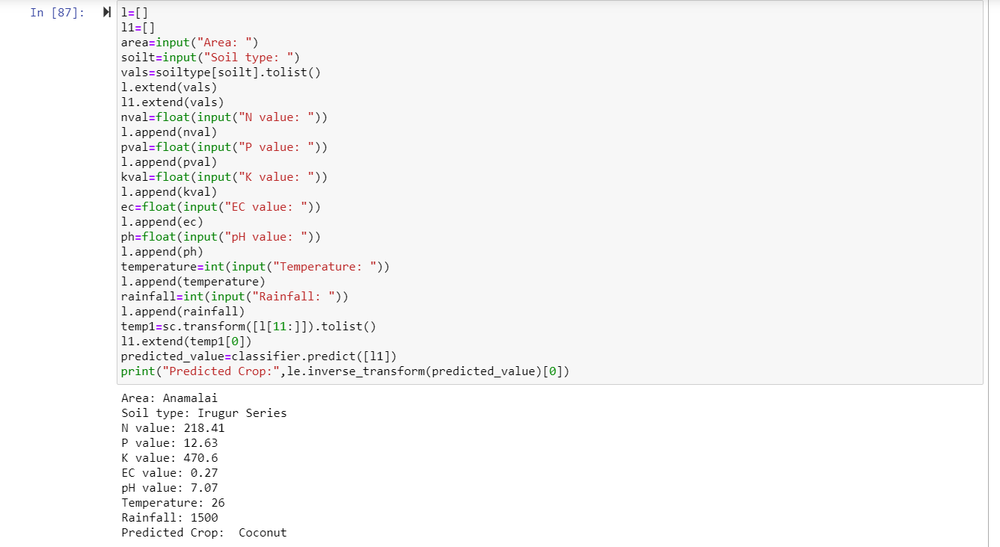 In [87]:
l=[]
l1=[]
area=input("Area: ")
soilt=input("Soil type: ")
vals=soiltype[soilt].tolist()
l.extend(vals)
l1.extend(vals)
nval=float(input("N value: "))
l.append(nval)
pval=float(input("P value: "))
l.append(pval)
kval=float(input("K value: "))
l.append(kval)
ec=float(input("EC value: "))
l.append(ec)
ph=float(input("pH value: "))
l.append(ph)
temperature=int(input("Temperature: "))
l.append(temperature)
rainfall=int(input("Rainfall: "))
l.append(rainfall)
temp1=sc.transform([l[11:]]).tolist()
l1.extend(temp1[0])
predicted_value=classifier.predict([l1])
print("Predicted Crop:",le.inverse_transform(predicted_value)[0])
Area: Anamalai
Soil type: Irugur Series
N value: 218.41
P value: 12.63
K value: 470.6
EC value: 0.27
pH value: 7.07
Temperature: 26
Rainfall: 1500
Predicted Crop:  Coconut